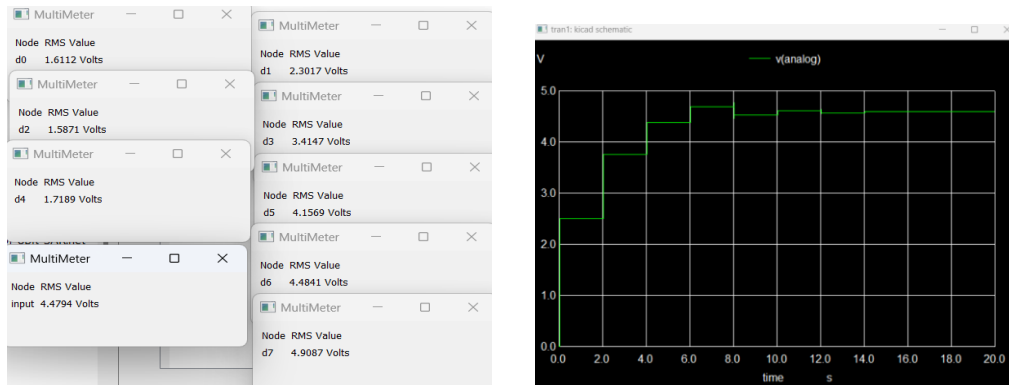 MultiMeter
Node RMS Value
d0 1.6112 Volts
MultiMeter
Node RMS Value
d1 2.3017 Volts
MultiMeter
Node RMS Value
d2 1.5871 Volts
MultiMeter
Node RMS Value
d3 3.4147 Volts
MultiMeter
Node RMS Value
d4 1.7189 Volts
MultiMeter
Node RMS Value
d5 4.1569 Volts
MultiMeter
Node RMS Value
d6 4.4841 Volts
MultiMeter
Node RMS Value
input 4.4794 Volts
MultiMeter
Node RMS Value
d7 4.9087 Volts
tran1: kicad schematic
V
v(analog)
5.0
4.0
3.0
2.0
1.0
0.0
0.0 2.0 4.0 6.0 8.0 10.0 12.0 14.0 16.0 18.0 20.0
time s